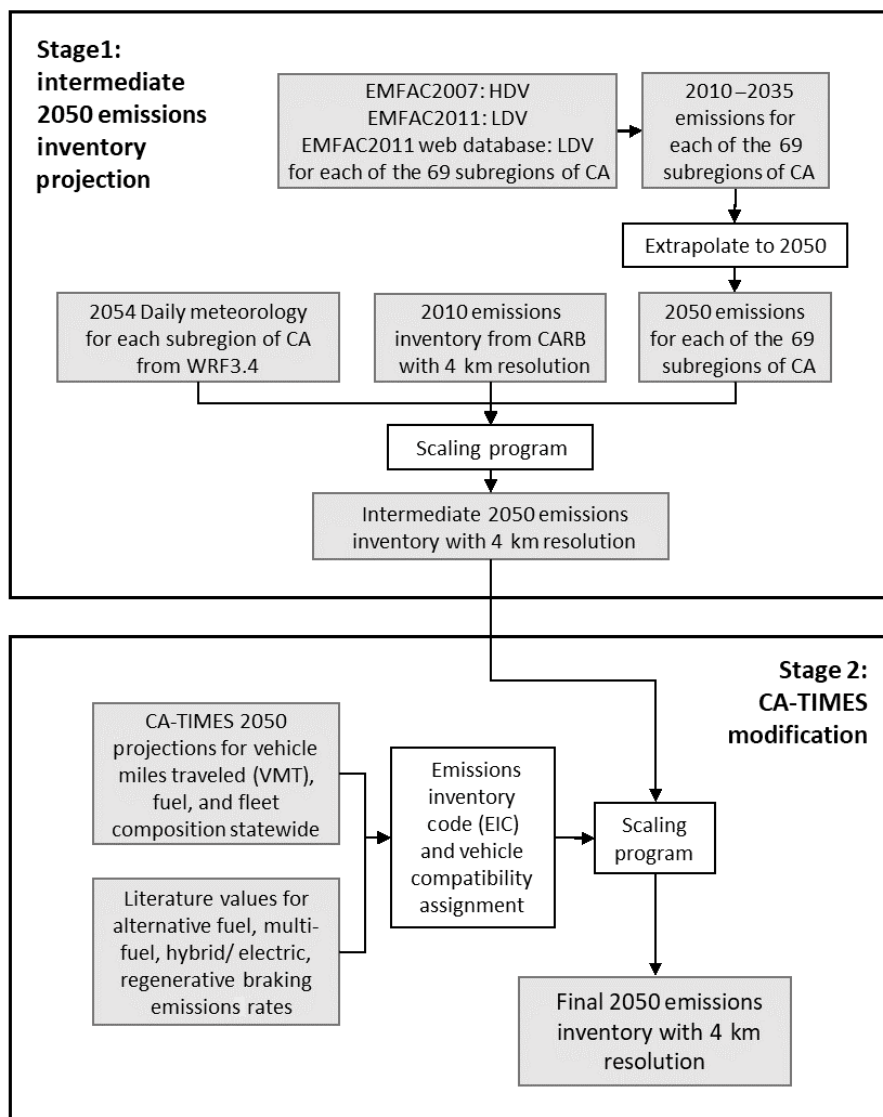 Stage1:
intermediate
2050 emissions
inventory
projection
EMFAC2007: HDV
EMFAC2011: LDV
EMFAC2011 web database: LDV
for each of the 69 subregions of CA
2010 –2035
emissions for
each of the 69
subregions of CA
Extrapolate to 2050
2054 Daily meteorology
for each subregion of CA
from WRF3.4
2010 emissions
inventory from CARB
with 4 km resolution
2050 emissions
for each of the 69
subregions of CA
Scaling program
Intermediate 2050 emissions
inventory with 4 km resolution
Stage 2:
CA-TIMES
modification
CA-TIMES 2050
projections for vehicle
miles traveled (VMT),
fuel, and fleet
composition statewide
Literature values for
alternative fuel, multi-
fuel, hybrid/ electric,
regenerative braking
emissions rates
Emissions
inventory
code (EIC)
and vehicle
compatibility
assignment
Scaling
program
Final 2050 emissions
inventory with 4 km
resolution